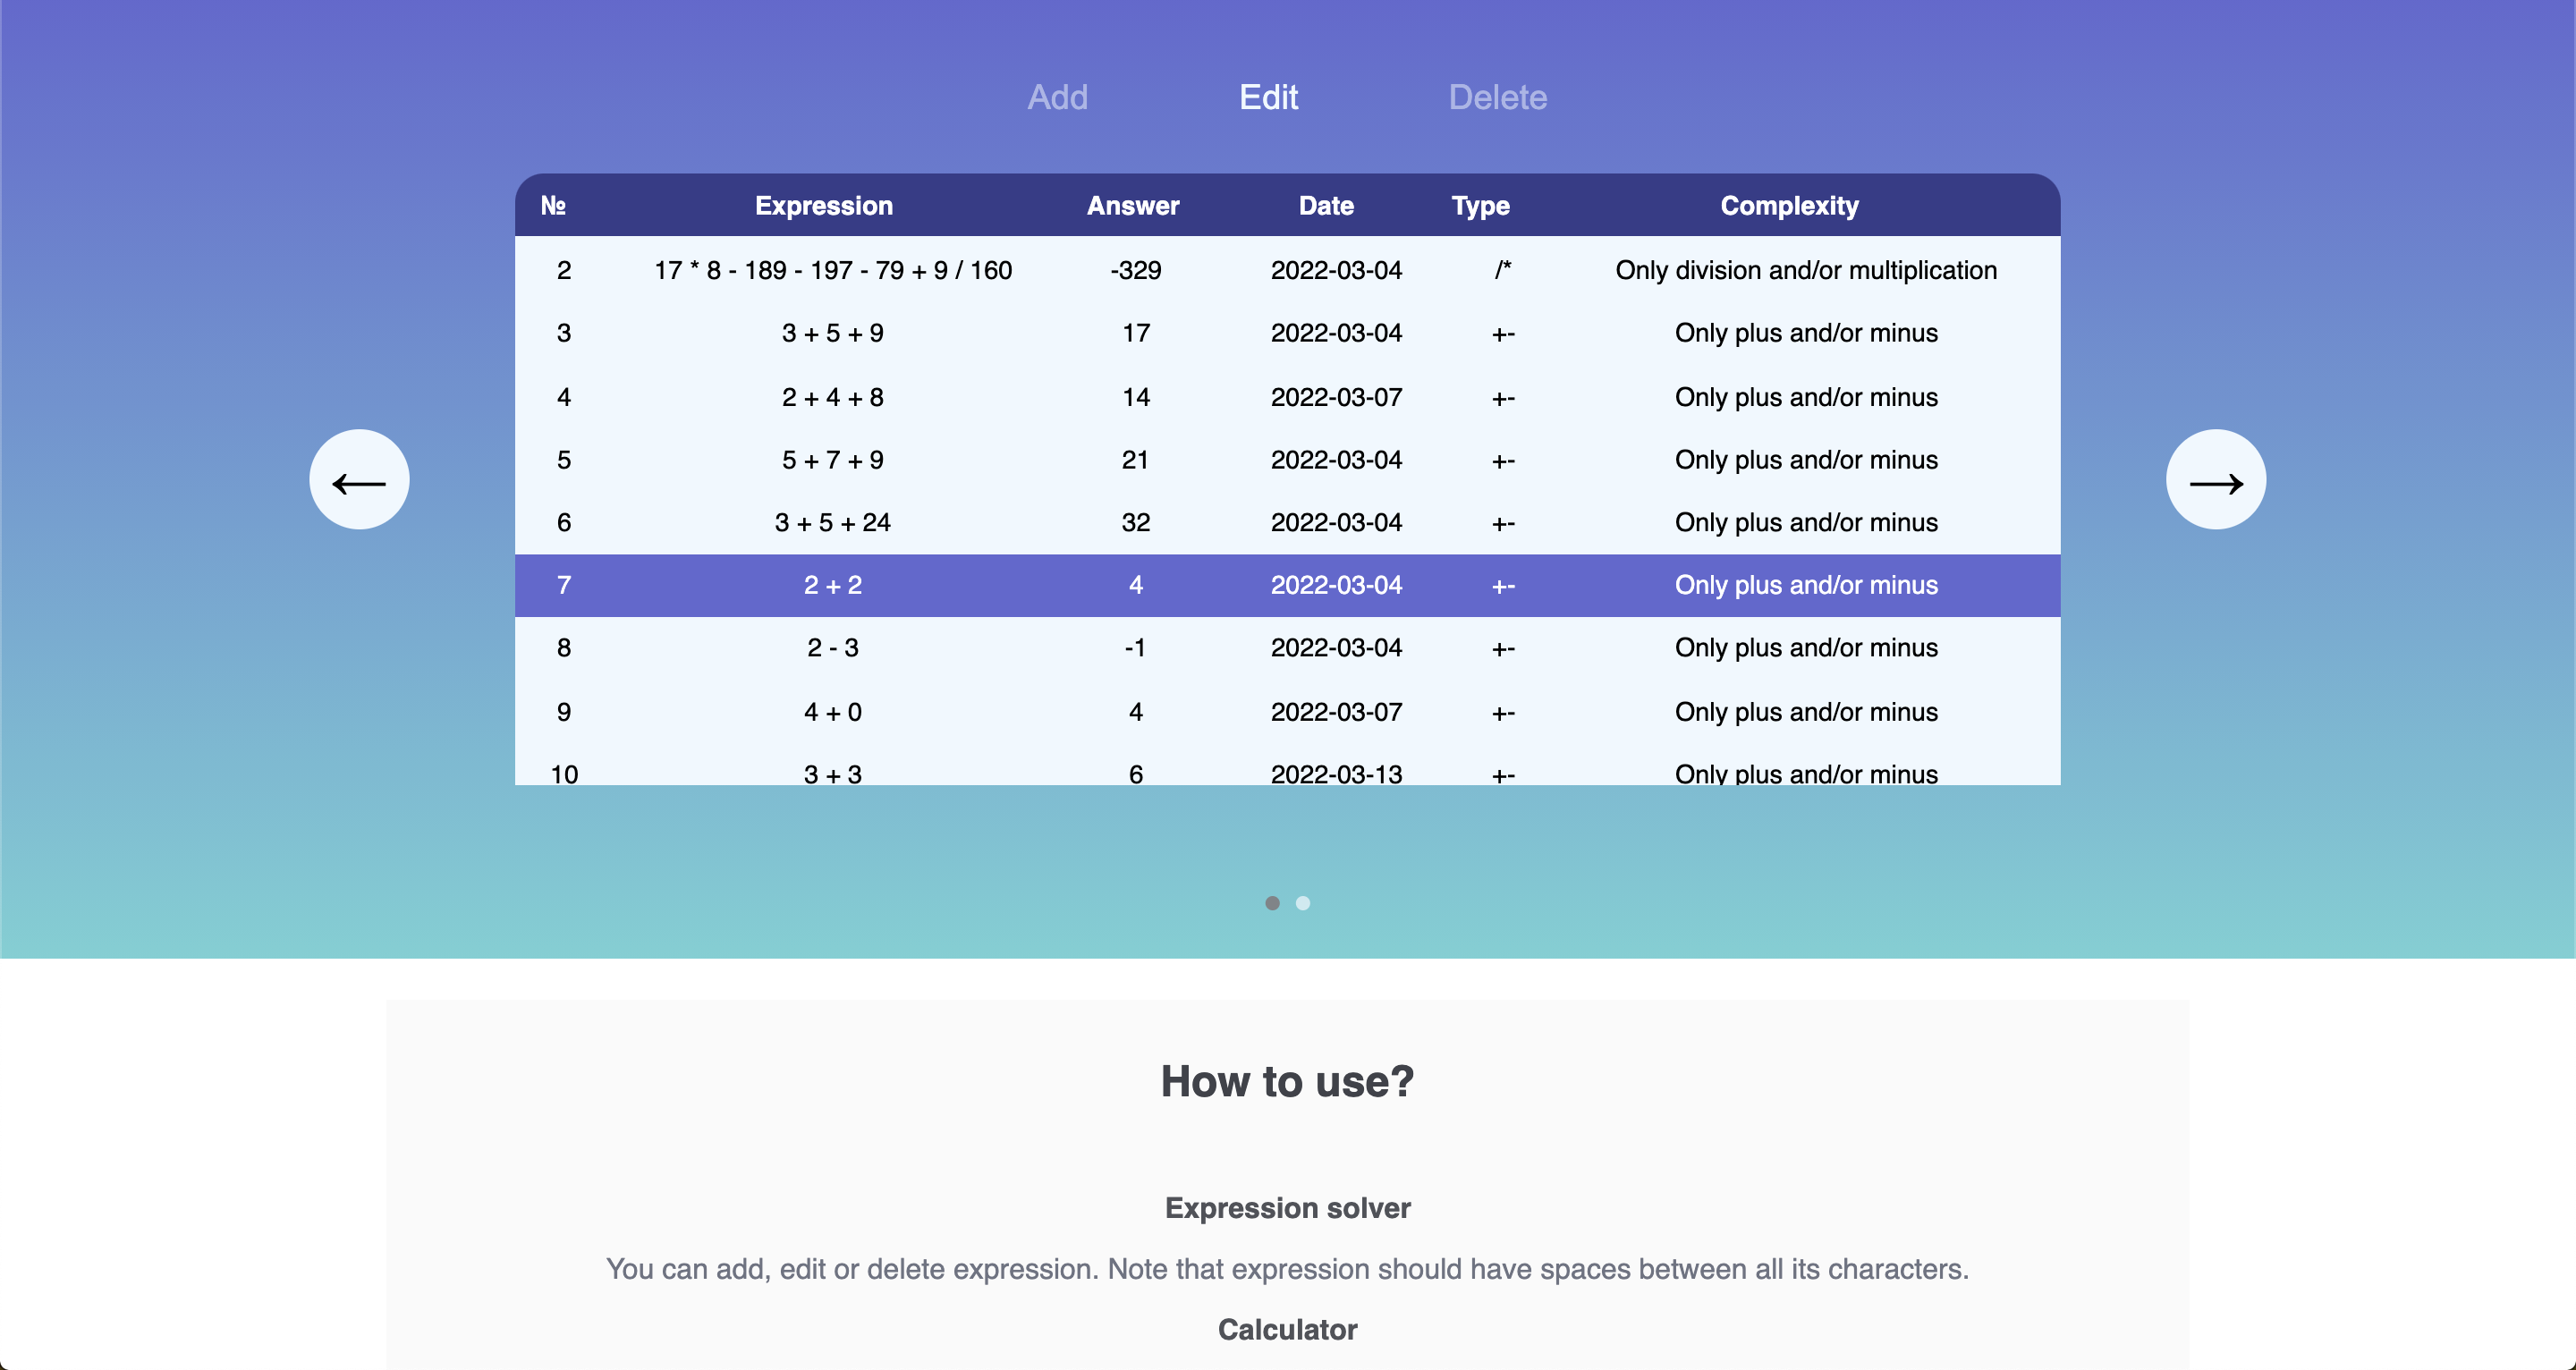 Add Edit Delete
№ Expression Answer Date Type Complexity
2 17 * 8 - 189 - 197 - 79 + 9 / 160 -329 2022-03-04 /* Only division and/or multiplication
3 3 + 5 + 9 17 2022-03-04 +- Only plus and/or minus
4 2 + 4 + 8 14 2022-03-07 +- Only plus and/or minus
5 5 + 7 + 9 21 2022-03-04 +- Only plus and/or minus
6 3 + 5 + 24 32 2022-03-04 +- Only plus and/or minus
7 2 + 2 4 2022-03-04 +- Only plus and/or minus
8 2 - 3 -1 2022-03-04 +- Only plus and/or minus
9 4 + 0 4 2022-03-07 +- Only plus and/or minus
10 3 + 3 6 2022-03-13 +- Only plus and/or minus
← →
How to use?
Expression solver
You can add, edit or delete expression. Note that expression should have spaces between all its characters.
Calculator